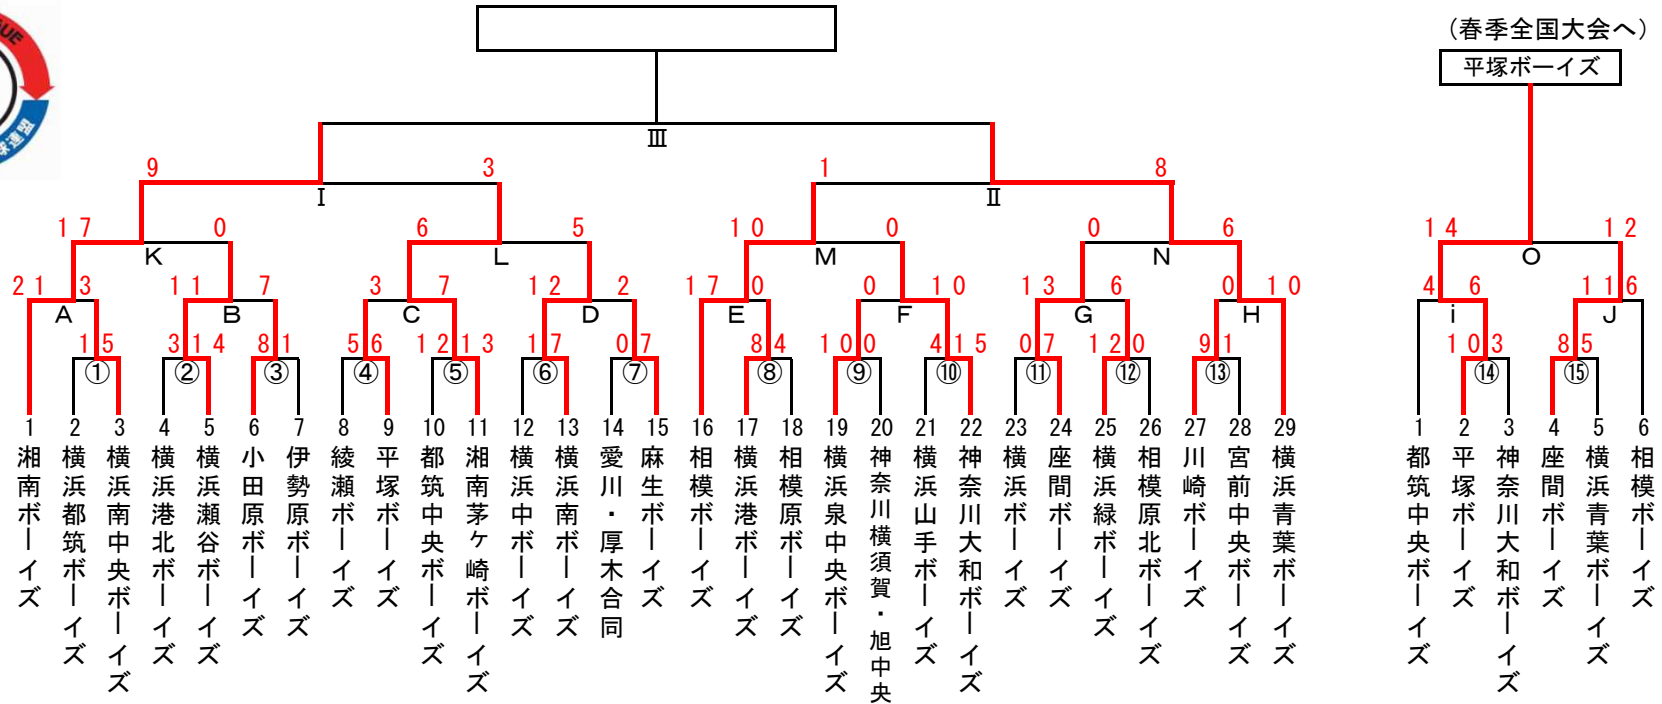 UE
球連盟
(春季全国大会へ)
平塚ボーイズ
Ⅲ
9 3 1 8
Ⅰ Ⅱ
17 0 6 5 10 0 0 6 14 12
K L M N O
21 3 11 7 3 7 12 2 17 0 0 10 13 6 0 10 4 6 11 6
A B C D E F G H i J
1 5 3 14 8 1 5 6 12 13 1 7 0 7 8 4 10 0 4 15 0 7 12 0 9 1 10 3 8 5
① ② ③ ④ ⑤ ⑥ ⑦ ⑧ ⑨ ⑩ ⑪ ⑫ ⑬ ⑭ ⑮
1 湘南ボーイズ
2 横浜都筑ボーイズ
3 横浜南中央ボーイズ
4 横浜港北ボーイズ
5 横浜瀬谷ボーイズ
6 小田原ボーイズ
7 伊勢原ボーイズ
8 綾瀬ボーイズ
9 平塚ボーイズ
10 都筑中央ボーイズ
11 湘南茅ケ崎ボーイズ
12 横浜中ボーイズ
13 横浜南ボーイズ
14 愛川・厚木合同
15 麻生ボーイズ
16 相模ボーイズ
17 横浜港ボーイズ
18 相模原ボーイズ
19 横浜泉中央ボーイズ
20 神奈川横須賀・旭中央
21 横浜山手ボーイズ
22 神奈川大和ボーイズ
23 横浜ボーイズ
24 座間ボーイズ
25 横浜緑ボーイズ
26 相模原北ボーイズ
27 川崎ボーイズ
28 宮前中央ボーイズ
29 横浜青葉ボーイズ
1 都筑中央ボーイズ
2 平塚ボーイズ
3 神奈川大和ボーイズ
4 座間ボーイズ
5 横浜青葉ボーイズ
6 相模ボーイズ